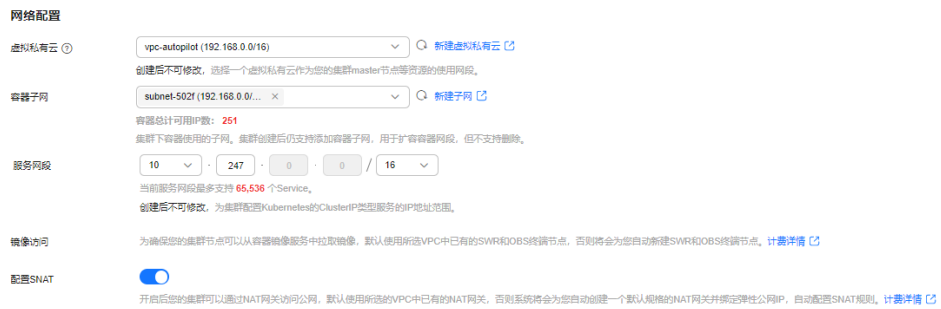 网络配置
虚拟私有云 ?
vpc-autopilot (192.168.0.0/16)
新建虚拟私有云
创建后不可修改，选择一个虚拟私有云作为您的集群master节点等资源的使用网段。
容器子网
subnet-502f (192.168.0.0/... ×
新建子网
容器总计可用IP数： 251
集群下容器使用的子网。集群创建后仍支持添加容器子网，用于扩容容器网段，但不支持删除。
服务网段
10 · 247 · 0 · 0 / 16
当前服务网段最多支持 65,536 个Service。
创建后不可修改，为集群配置Kubernetes的ClusterIP类型服务的IP地址范围。
镜像访问
为确保您的集群节点可以从容器镜像服务中拉取镜像，默认使用所选VPC中已有的SWR和OBS终端节点，否则将会为您自动新建SWR和OBS终端节点。计费详情
配置SNAT
开启后您的集群可以通过NAT网关访问公网，默认使用所选的VPC中已有的NAT网关，否则系统将会为您自动创建一个默认规格的NAT网关并绑定弹性公网IP，自动配置SNAT规则。计费详情